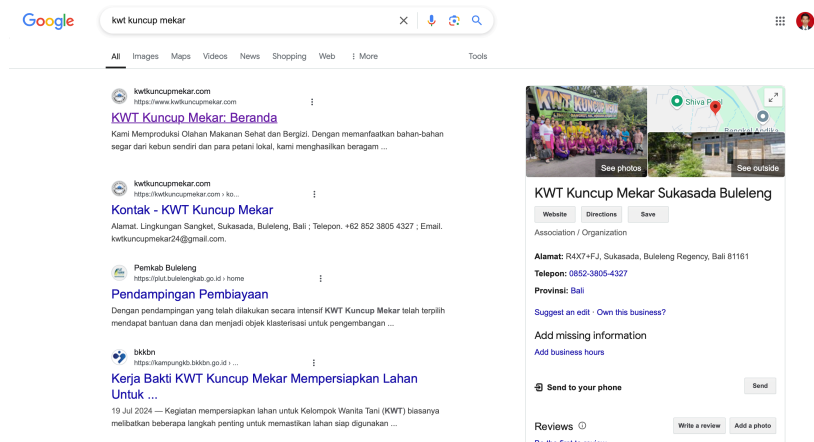 Google
kwt kuncup mekar
All Images Maps Videos News Shopping Web More Tools
kwtkuncupmekar.com
https://www.kwtkuncupmekar.com
KWT Kuncup Mekar: Beranda
Kami Memproduksi Olahan Makanan Sehat dan Bergizi. Dengan memanfaatkan bahan-bahan
segar dari kebun sendiri dan para petani lokal, kami menghasilkan beragam ...
kwtkuncupmekar.com
https://kwtkuncupmekar.com › ko...
Kontak - KWT Kuncup Mekar
Alamat. Lingkungan Sangket, Sukasada, Buleleng, Bali ; Telepon. +62 852 3805 4327 ; Email.
kwtkuncupmekar24@gmail.com.
Pemkab Buleleng
https://plut.bulelengkab.go.id › home
Pendampingan Pembiayaan
Dengan pendampingan yang telah dilakukan secara intensif KWT Kuncup Mekar telah terpilih
mendapat bantuan dana dan menjadi objek klasterisasi untuk pengembangan ...
bkkbn
https://kampungkb.bkkbn.go.id › ...
Kerja Bakti KWT Kuncup Mekar Mempersiapkan Lahan
Untuk ...
19 Jul 2024 — Kegiatan mempersiapkan lahan untuk Kelompok Wanita Tani (KWT) biasanya
melibatkan beberapa langkah penting untuk memastikan lahan siap digunakan ...
KWT KUNCUP
See photos
Shiva
Bengkel Andika
See outside
KWT Kuncup Mekar Sukasada Buleleng
Website Directions Save
Association / Organization
Alamat: R4X7+FJ, Sukasada, Buleleng Regency, Bali 81161
Telepon: 0852-3805-4327
Provinsi: Bali
Suggest an edit · Own this business?
Add missing information
Add business hours
Send to your phone Send
Reviews Write a review Add a photo